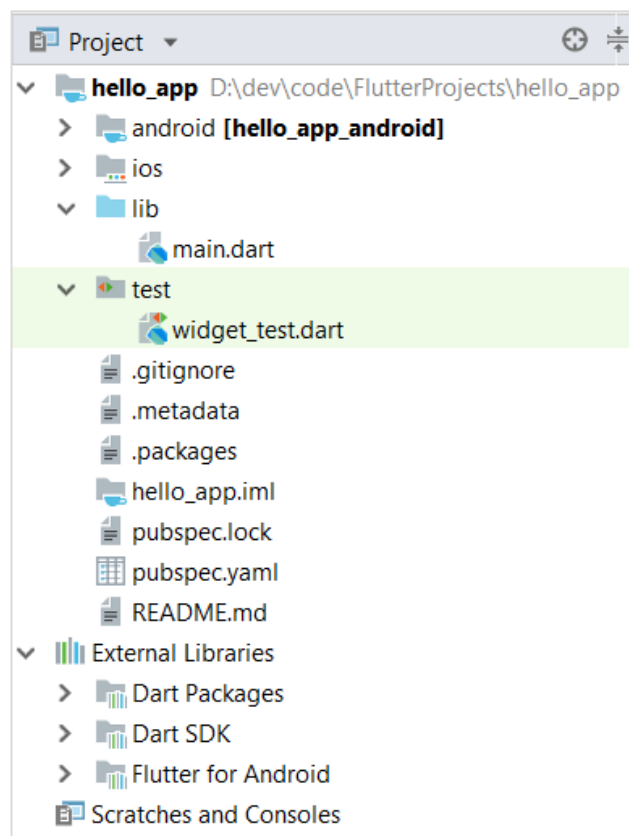 Project
hello_app D:\dev\code\FlutterProjects\hello_app
android [hello_app_android]
ios
lib
main.dart
test
widget_test.dart
.gitignore
.metadata
.packages
hello_app.iml
pubspec.lock
pubspec.yaml
README.md
External Libraries
Dart Packages
Dart SDK
Flutter for Android
Scratches and Consoles